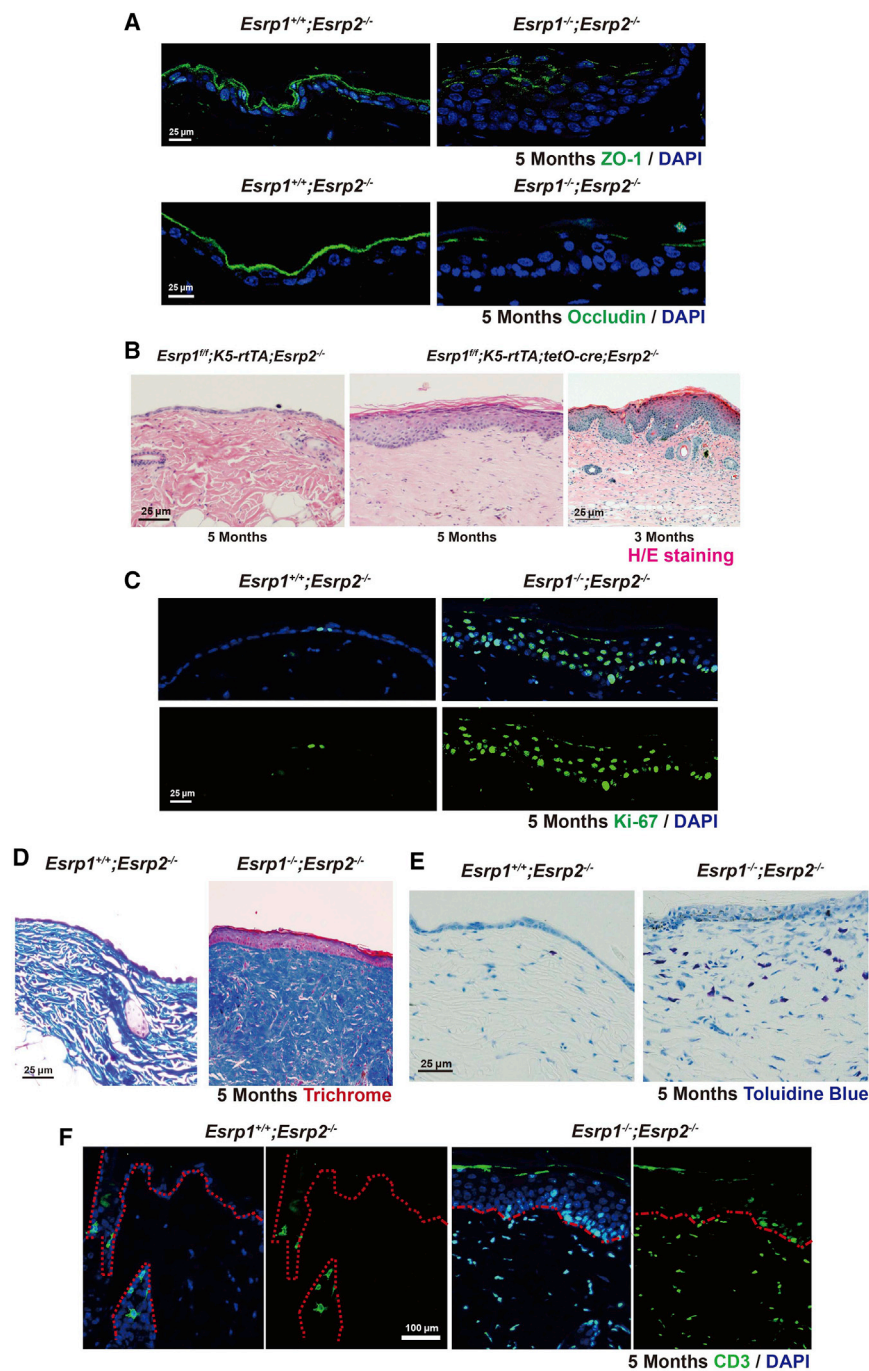 A
Esrp1+/+;Esrp2-/-
Esrp1-/-;Esrp2-/-
25 µm
5 Months ZO-1 / DAPI
Esrp1+/+;Esrp2-/-
Esrp1-/-;Esrp2-/-
25 µm
5 Months Occludin / DAPI
B
Esrp1f/f;K5-rtTA;Esrp2-/-
Esrp1f/f;K5-rtTA;tetO-cre;Esrp2-/-
25 µm
25 µm
5 Months
5 Months
3 Months
H/E staining
C
Esrp1+/+;Esrp2-/-
Esrp1-/-;Esrp2-/-
25 µm
5 Months Ki-67 / DAPI
D
Esrp1+/+;Esrp2-/-
Esrp1-/-;Esrp2-/-
25 µm
5 Months Trichrome
E
Esrp1+/+;Esrp2-/-
Esrp1-/-;Esrp2-/-
25 µm
5 Months Toluidine Blue
F
Esrp1+/+;Esrp2-/-
Esrp1-/-;Esrp2-/-
100 µm
5 Months CD3 / DAPI